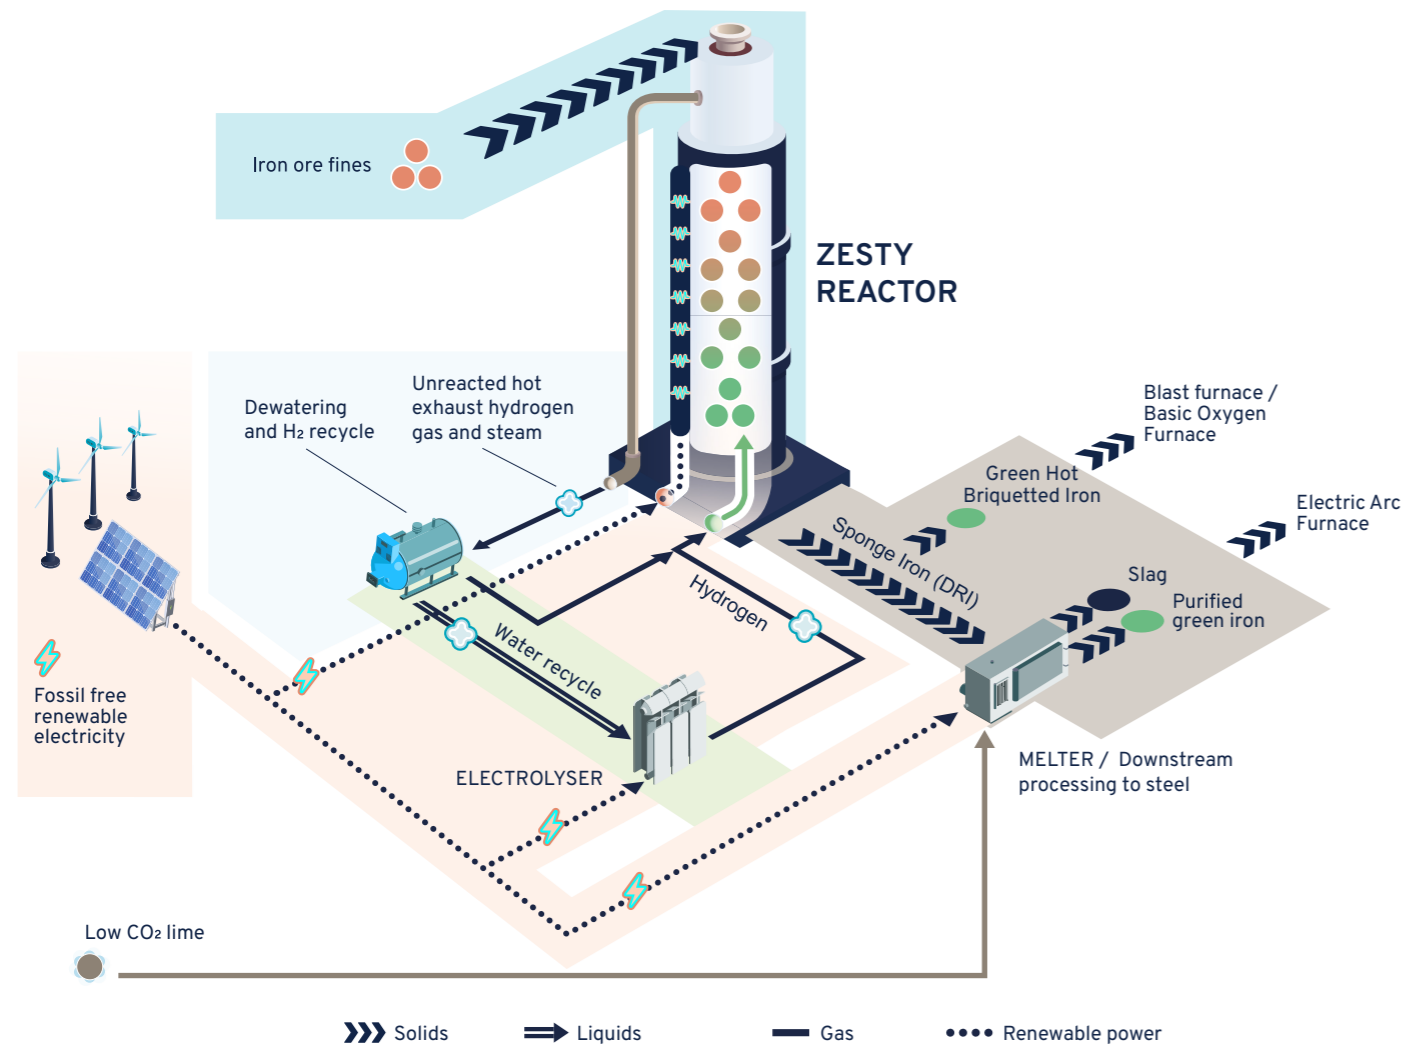 Iron ore fines
ZESTY
REACTOR
Unreacted hot
exhaust hydrogen
gas and steam
Dewatering
and H₂ recycle
Blast furnace /
Basic Oxygen
Furnace
Green Hot
Briquetted Iron
Electric Arc
Furnace
Sponge Iron (DRI)
Slag
Purified
green iron
Hydrogen
Water recycle
Fossil free
renewable
electricity
ELECTROLYSER
MELTER / Downstream
processing to steel
Low CO₂ lime
Solids
Liquids
Gas
Renewable power